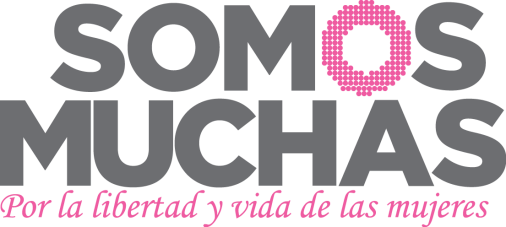 SOMOS
MUCHAS
Por la libertad y vida de las mujeres